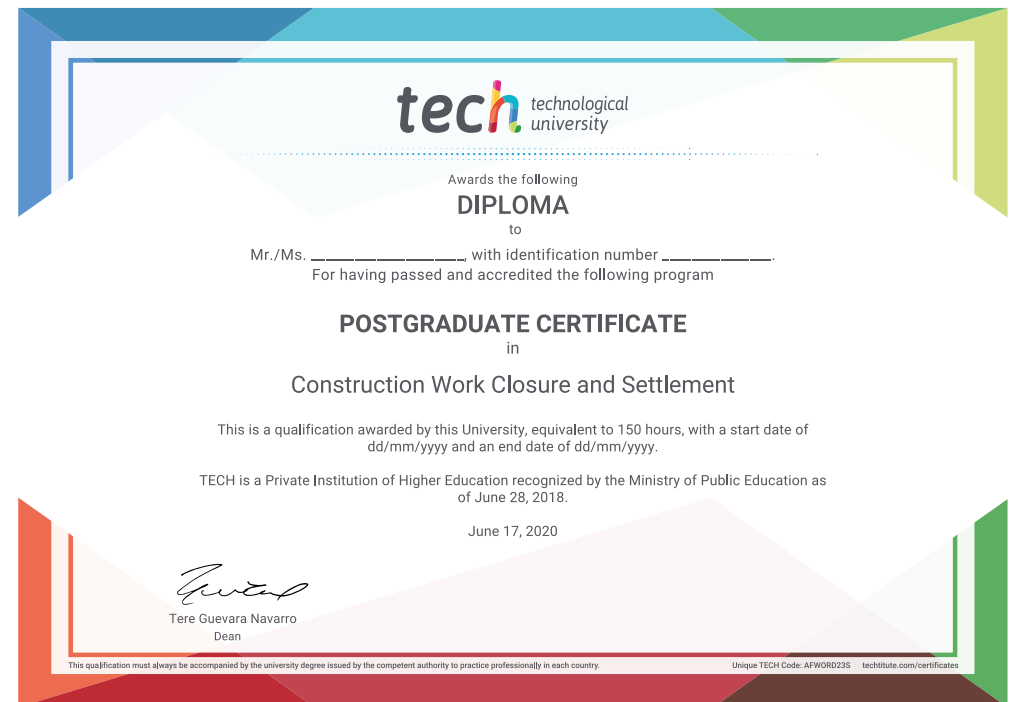 tech technological
university
Awards the following
DIPLOMA
to
Mr./Ms. ______________, with identification number __________.
For having passed and accredited the following program
POSTGRADUATE CERTIFICATE
in
Construction Work Closure and Settlement
This is a qualification awarded by this University, equivalent to 150 hours, with a start date of
dd/mm/yyyy and an end date of dd/mm/yyyy.
TECH is a Private Institution of Higher Education recognized by the Ministry of Public Education as
of June 28, 2018.
June 17, 2020
Tere Guevara Navarro
Dean
This qualification must always be accompanied by the university degree issued by the competent authority to practice professionally in each country. Unique TECH Code: AFWORD23S techtitute.com/certificates